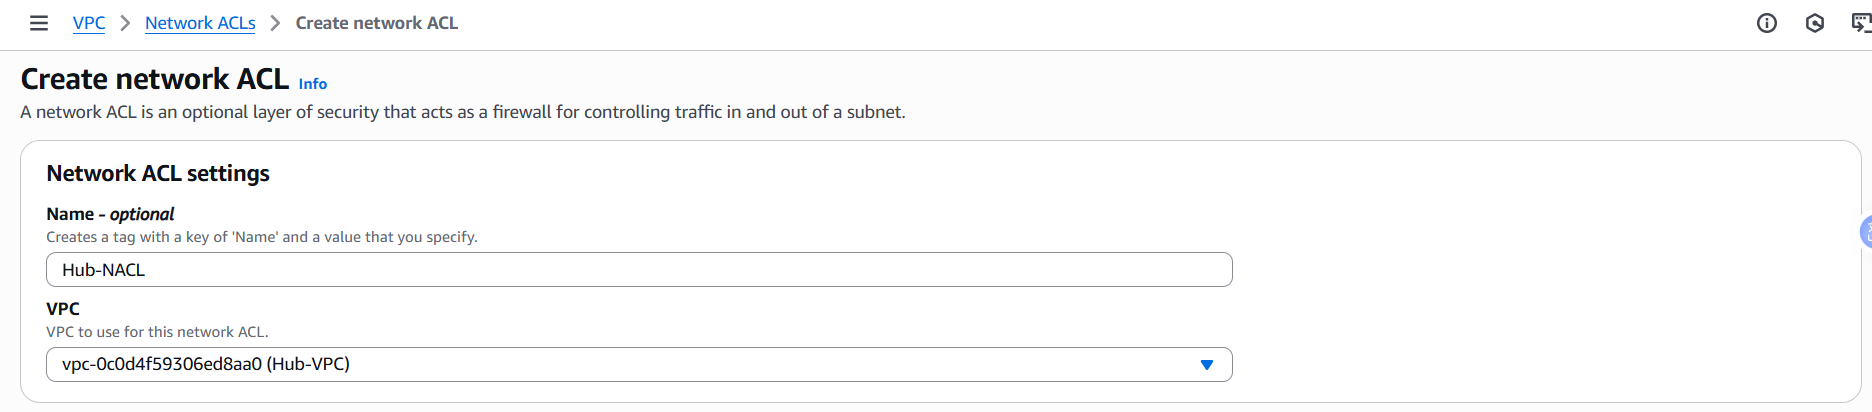 VPC > Network ACLs > Create network ACL
Create network ACL Info
A network ACL is an optional layer of security that acts as a firewall for controlling traffic in and out of a subnet.
Network ACL settings
Name - optional
Creates a tag with a key of 'Name' and a value that you specify.
Hub-NACL
VPC
VPC to use for this network ACL.
vpc-0c0d4f59306ed8aa0 (Hub-VPC)